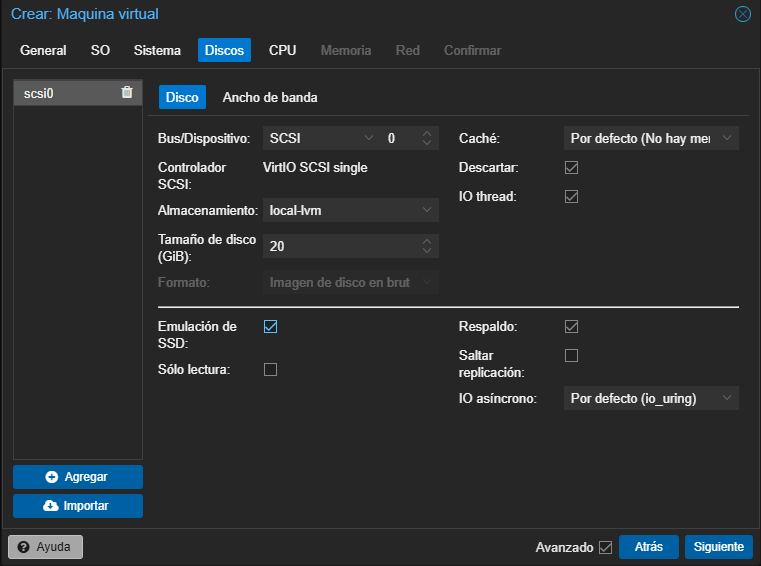 Crear: Maquina virtual
General SO Sistema Discos CPU Memoria Red Confirmar
scsi0
Disco Ancho de banda
Bus/Dispositivo: SCSI 0
Caché: Por defecto (No hay mem
Controlador
SCSI:
VirtIO SCSI single
Descartar:
IO thread:
Almacenamiento: local-lvm
Tamaño de disco
(GiB):
20
Formato: Imagen de disco en brut
Emulación de
SSD:
Respaldo:
Sólo lectura:
Saltar
replicación:
IO asíncrono: Por defecto (io_uring)
Agregar
Importar
Ayuda
Avanzado Atrás Siguiente